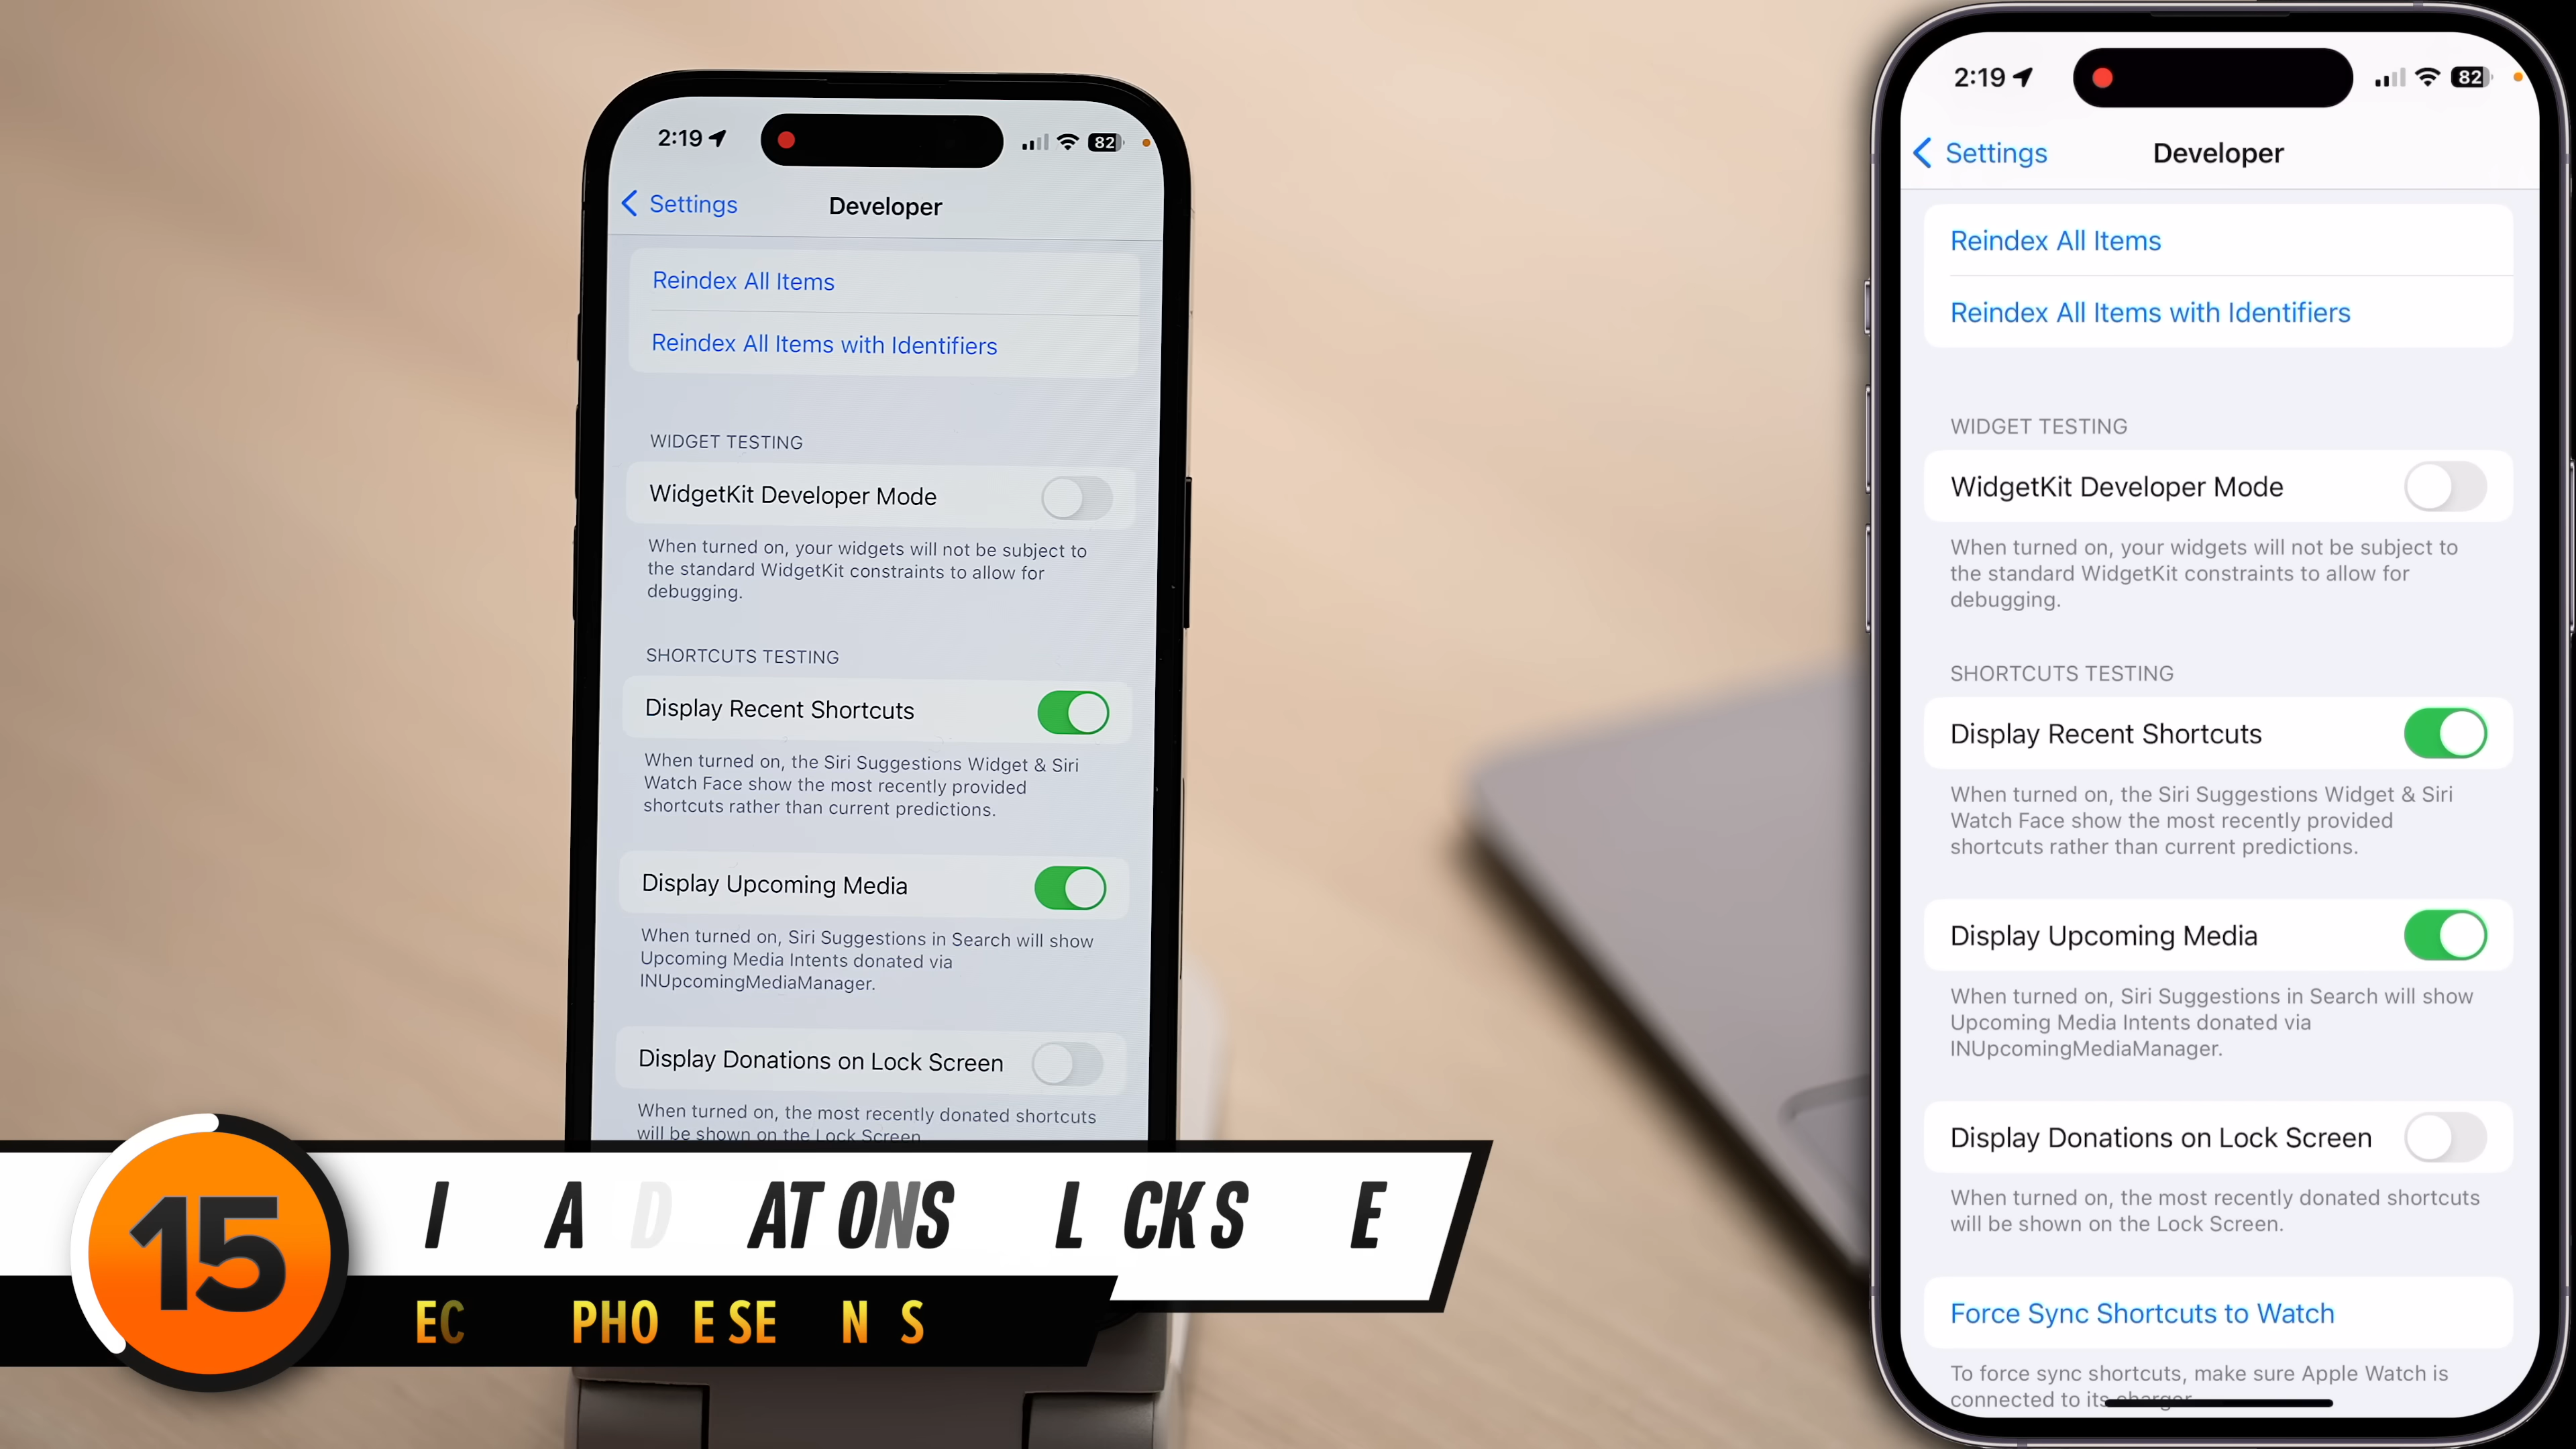 2:19
82
Settings
Developer
Reindex All Items
Reindex All Items with Identifiers
WIDGET TESTING
WidgetKit Developer Mode
When turned on, your widgets will not be subject to
the standard WidgetKit constraints to allow for
debugging.
SHORTCUTS TESTING
Display Recent Shortcuts
When turned on, the Siri Suggestions Widget & Siri
Watch Face show the most recently provided
shortcuts rather than current predictions.
Display Upcoming Media
When turned on, Siri Suggestions in Search will show
Upcoming Media Intents donated via
INUpcomingMediaManager.
Display Donations on Lock Screen
When turned on, the most recently donated shortcuts
will be shown on the Lock Screen.
15
2:19
82
Settings
Developer
Reindex All Items
Reindex All Items with Identifiers
WIDGET TESTING
WidgetKit Developer Mode
When turned on, your widgets will not be subject to
the standard WidgetKit constraints to allow for
debugging.
SHORTCUTS TESTING
Display Recent Shortcuts
When turned on, the Siri Suggestions Widget & Siri
Watch Face show the most recently provided
shortcuts rather than current predictions.
Display Upcoming Media
When turned on, Siri Suggestions in Search will show
Upcoming Media Intents donated via
INUpcomingMediaManager.
Display Donations on Lock Screen
When turned on, the most recently donated shortcuts
will be shown on the Lock Screen.
Force Sync Shortcuts to Watch
To force sync shortcuts, make sure Apple Watch is
connected to its charger